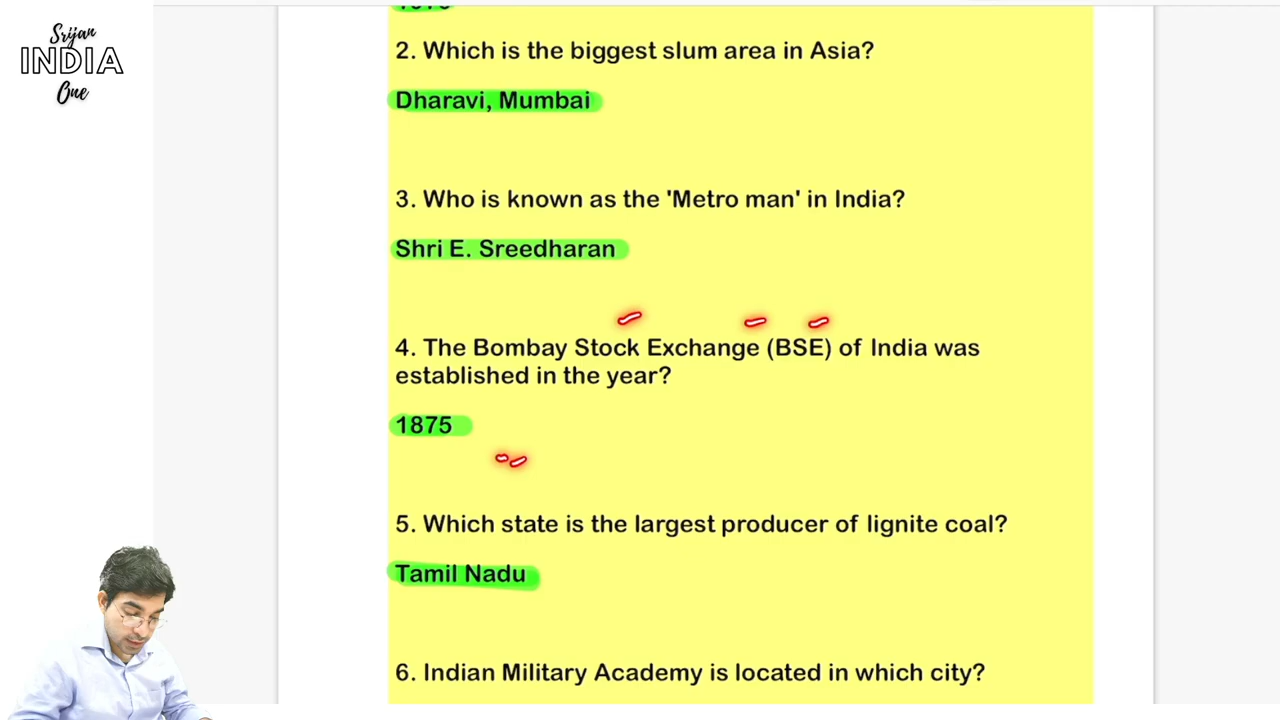 Srijan
INDIA
One
2. Which is the biggest slum area in Asia?
Dharavi, Mumbai
3. Who is known as the 'Metro man' in India?
Shri E. Sreedharan
4. The Bombay Stock Exchange (BSE) of India was
established in the year?
1875
5. Which state is the largest producer of lignite coal?
Tamil Nadu
6. Indian Military Academy is located in which city?